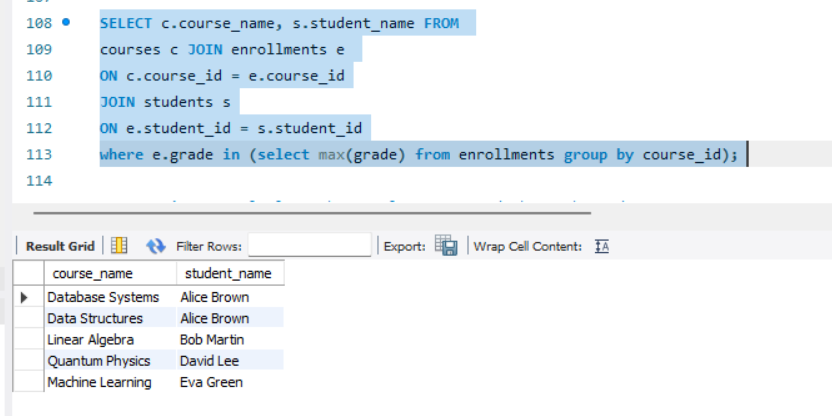 108 SELECT c.course_name, s.student_name FROM
109 courses c JOIN enrollments e
110 ON c.course_id = e.course_id
111 JOIN students s
112 ON e.student_id = s.student_id
113 where e.grade in (select max(grade) from enrollments group by course_id);
114
Result Grid Filter Rows: Export: Wrap Cell Content: IA
course_name student_name
Database Systems Alice Brown
Data Structures Alice Brown
Linear Algebra Bob Martin
Quantum Physics David Lee
Machine Learning Eva Green